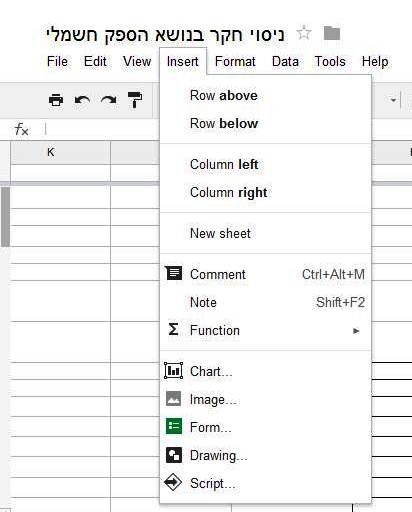 ניסוי חקר בנושא הספק חשמלי
File Edit View Insert Format Data Tools Help
Row above
Row below
fx
K
Column left
Column right
New sheet
Comment Ctrl+Alt+M
Note Shift+F2
Σ Function
Chart...
Image...
Form...
Drawing...
Script...